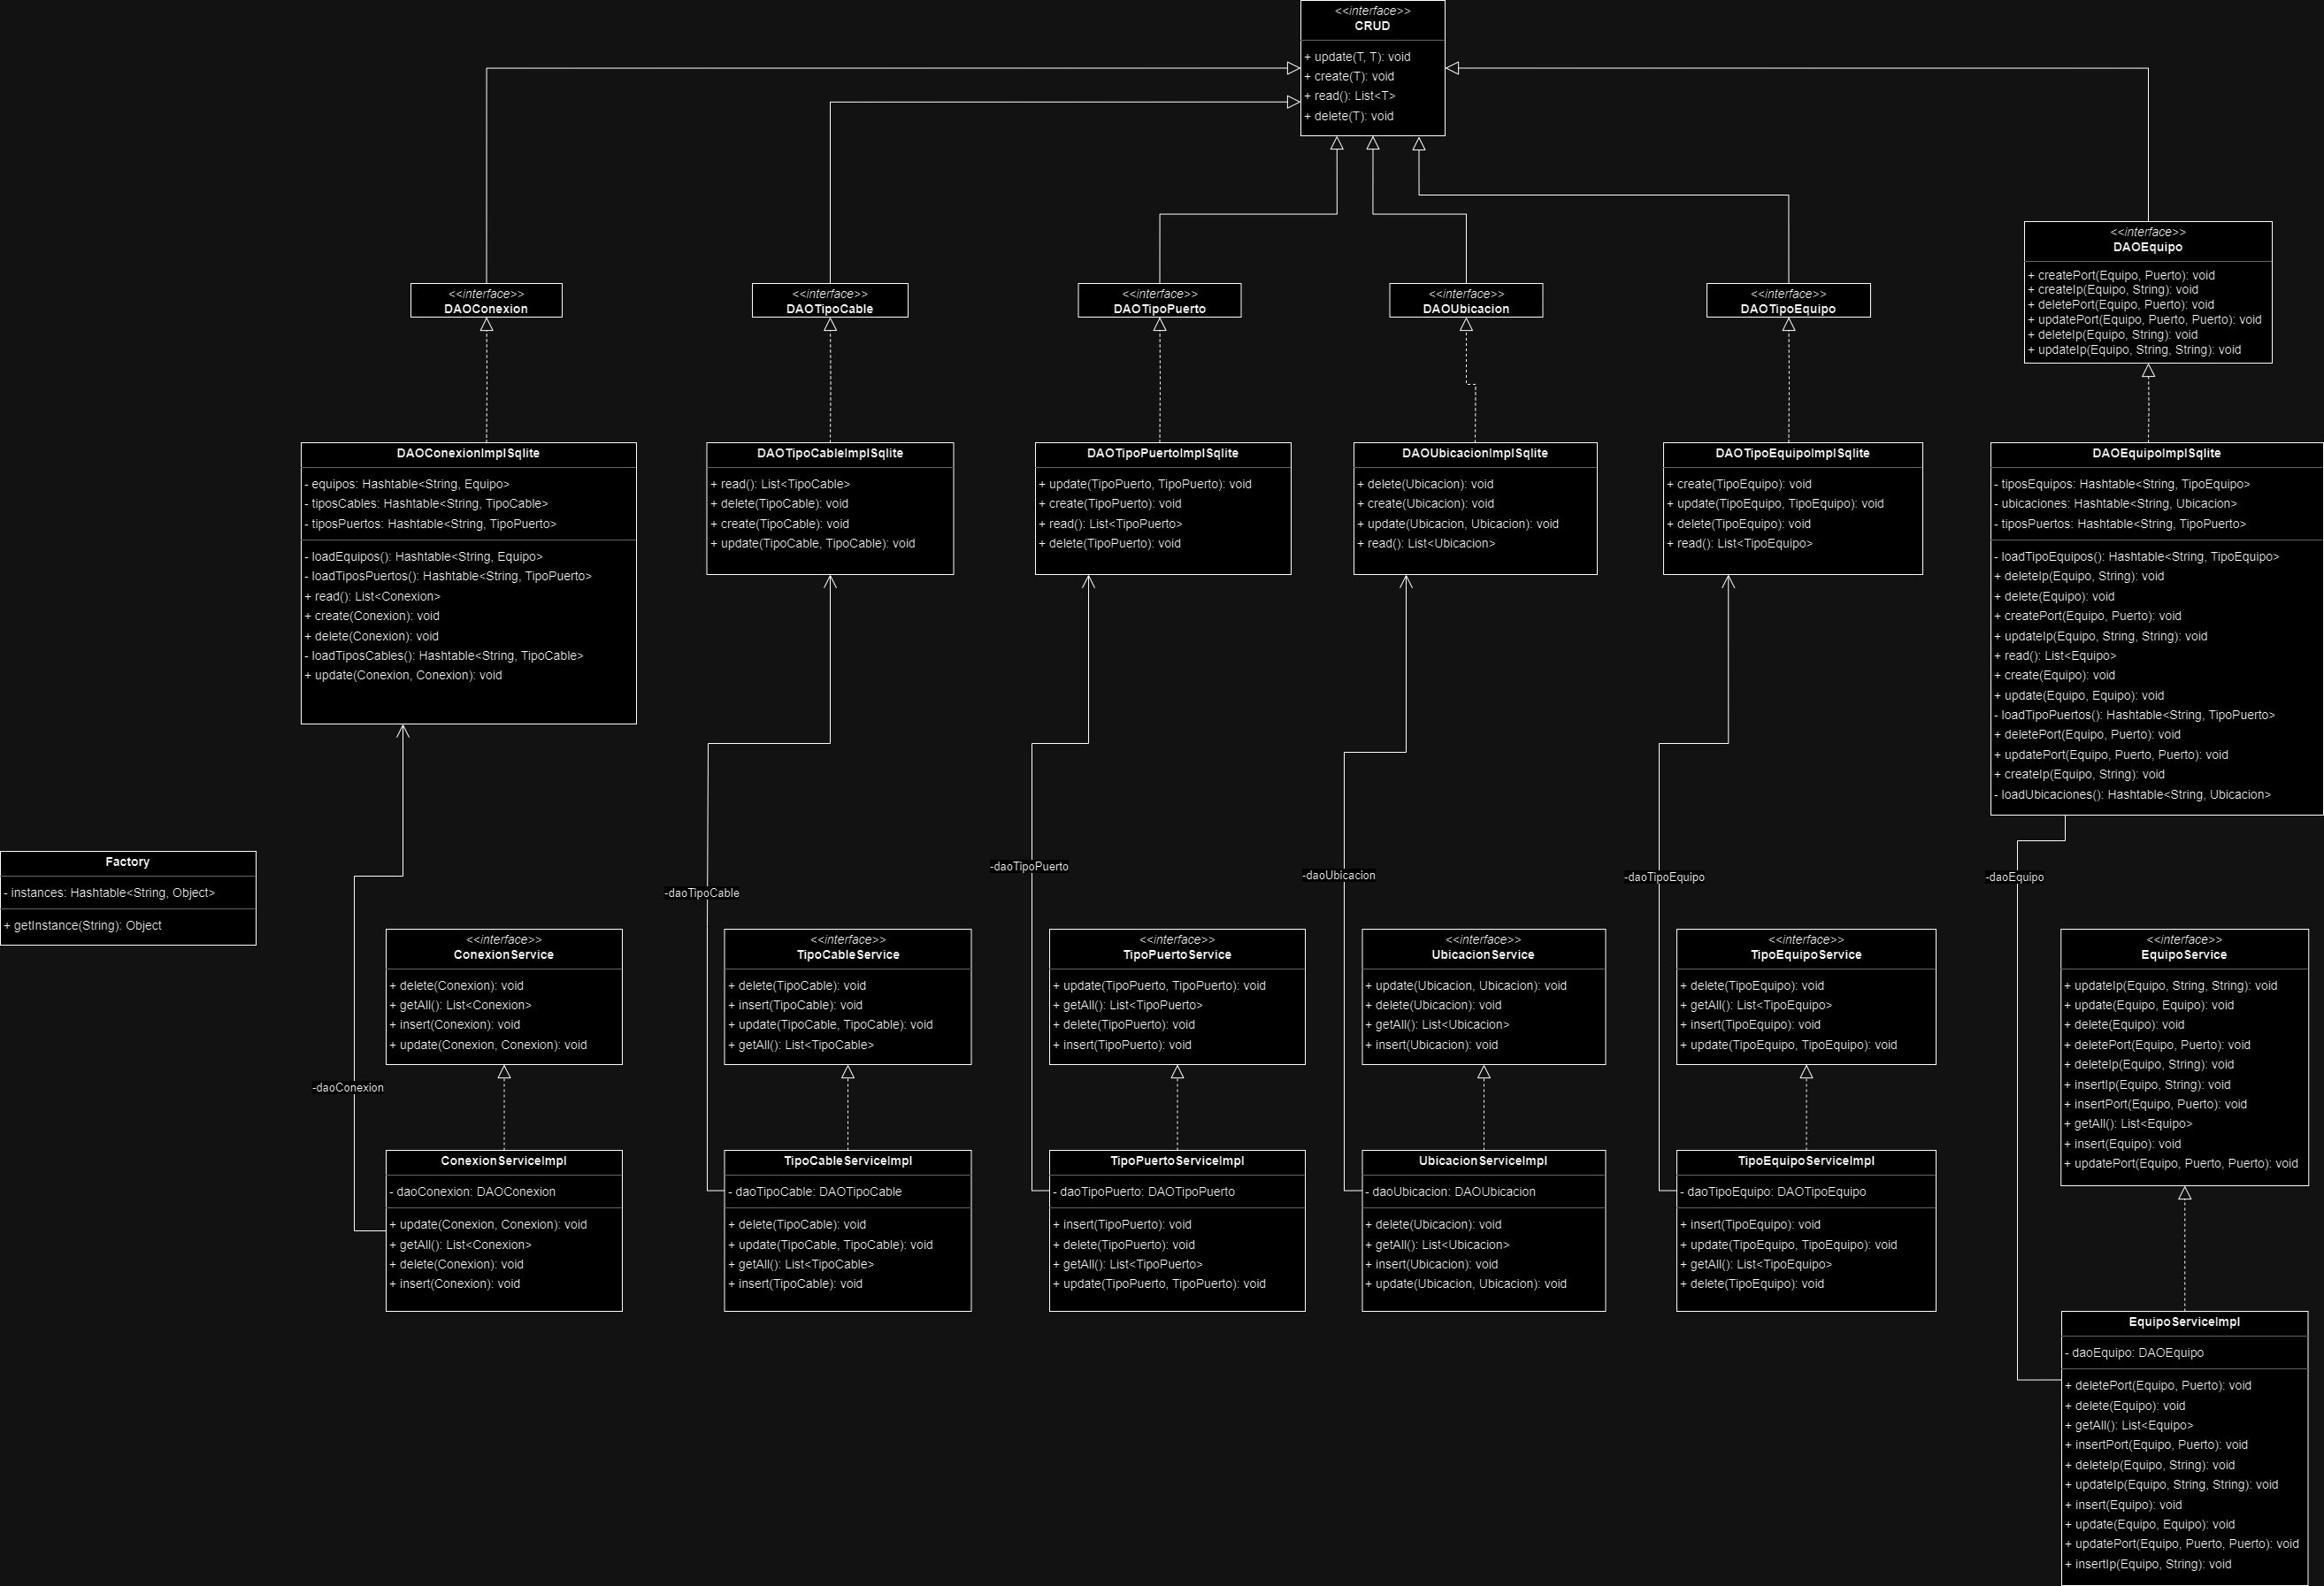 <<interface>>
CRUD
+ update(T, T): void
+ create(T): void
+ read(): List<T>
+ delete(T): void
<<interface>>
DAOEquipo
+ createPort(Equipo, Puerto): void
+ createIp(Equipo, String): void
+ deletePort(Equipo, Puerto): void
+ updatePort(Equipo, Puerto, Puerto): void
+ deleteIp(Equipo, String): void
+ updateIp(Equipo, String, String): void
<<interface>>
DAOConexion
<<interface>>
DAOTipoCable
<<interface>>
DAOTipoPuerto
<<interface>>
DAOUbicacion
<<interface>>
DAOTipoEquipo
DAOConexionImplSqlite
- equipos: Hashtable<String, Equipo>
- tiposCables: Hashtable<String, TipoCable>
- tiposPuertos: Hashtable<String, TipoPuerto>
- loadEquipos(): Hashtable<String, Equipo>
- loadTiposPuertos(): Hashtable<String, TipoPuerto>
+ read(): List<Conexion>
+ create(Conexion): void
+ delete(Conexion): void
- loadTiposCables(): Hashtable<String, TipoCable>
+ update(Conexion, Conexion): void
DAOTipoCableImplSqlite
+ read(): List<TipoCable>
+ delete(TipoCable): void
+ create(TipoCable): void
+ update(TipoCable, TipoCable): void
DAOTipoPuertoImplSqlite
+ update(TipoPuerto, TipoPuerto): void
+ create(TipoPuerto): void
+ read(): List<TipoPuerto>
+ delete(TipoPuerto): void
DAOUbicacionImplSqlite
+ delete(Ubicacion): void
+ create(Ubicacion): void
+ update(Ubicacion, Ubicacion): void
+ read(): List<Ubicacion>
DAOTipoEquipoImplSqlite
+ create(TipoEquipo): void
+ update(TipoEquipo, TipoEquipo): void
+ delete(TipoEquipo): void
+ read(): List<TipoEquipo>
DAOEquipoImplSqlite
- tiposEquipos: Hashtable<String, TipoEquipo>
- ubicaciones: Hashtable<String, Ubicacion>
- tiposPuertos: Hashtable<String, TipoPuerto>
- loadTipoEquipos(): Hashtable<String, TipoEquipo>
+ deleteIp(Equipo, String): void
+ delete(Equipo): void
+ createPort(Equipo, Puerto): void
+ updateIp(Equipo, String, String): void
+ read(): List<Equipo>
+ create(Equipo): void
+ update(Equipo, Equipo): void
- loadTipoPuertos(): Hashtable<String, TipoPuerto>
+ deletePort(Equipo, Puerto): void
+ updatePort(Equipo, Puerto, Puerto): void
+ createIp(Equipo, String): void
- loadUbicaciones(): Hashtable<String, Ubicacion>
Factory
- instances: Hashtable<String, Object>
+ getInstance(String): Object
-daoConexion
-daoTipoCable
-daoTipoPuerto
-daoUbicacion
-daoTipoEquipo
-daoEquipo
<<interface>>
ConexionService
+ delete(Conexion): void
+ getAll(): List<Conexion>
+ insert(Conexion): void
+ update(Conexion, Conexion): void
<<interface>>
TipoCableService
+ delete(TipoCable): void
+ insert(TipoCable): void
+ update(TipoCable, TipoCable): void
+ getAll(): List<TipoCable>
<<interface>>
TipoPuertoService
+ update(TipoPuerto, TipoPuerto): void
+ getAll(): List<TipoPuerto>
+ delete(TipoPuerto): void
+ insert(TipoPuerto): void
<<interface>>
UbicacionService
+ update(Ubicacion, Ubicacion): void
+ delete(Ubicacion): void
+ getAll(): List<Ubicacion>
+ insert(Ubicacion): void
<<interface>>
TipoEquipoService
+ delete(TipoEquipo): void
+ getAll(): List<TipoEquipo>
+ insert(TipoEquipo): void
+ update(TipoEquipo, TipoEquipo): void
<<interface>>
EquipoService
+ updateIp(Equipo, String, String): void
+ update(Equipo, Equipo): void
+ delete(Equipo): void
+ deletePort(Equipo, Puerto): void
+ deleteIp(Equipo, String): void
+ insertIp(Equipo, String): void
+ insertPort(Equipo, Puerto): void
+ getAll(): List<Equipo>
+ insert(Equipo): void
+ updatePort(Equipo, Puerto, Puerto): void
ConexionServiceImpl
- daoConexion: DAOConexion
+ update(Conexion, Conexion): void
+ getAll(): List<Conexion>
+ delete(Conexion): void
+ insert(Conexion): void
TipoCableServiceImpl
- daoTipoCable: DAOTipoCable
+ delete(TipoCable): void
+ update(TipoCable, TipoCable): void
+ getAll(): List<TipoCable>
+ insert(TipoCable): void
TipoPuertoServiceImpl
- daoTipoPuerto: DAOTipoPuerto
+ insert(TipoPuerto): void
+ delete(TipoPuerto): void
+ getAll(): List<TipoPuerto>
+ update(TipoPuerto, TipoPuerto): void
UbicacionServiceImpl
- daoUbicacion: DAOUbicacion
+ delete(Ubicacion): void
+ getAll(): List<Ubicacion>
+ insert(Ubicacion): void
+ update(Ubicacion, Ubicacion): void
TipoEquipoServiceImpl
- daoTipoEquipo: DAOTipoEquipo
+ insert(TipoEquipo): void
+ update(TipoEquipo, TipoEquipo): void
+ getAll(): List<TipoEquipo>
+ delete(TipoEquipo): void
EquipoServiceImpl
- daoEquipo: DAOEquipo
+ deletePort(Equipo, Puerto): void
+ delete(Equipo): void
+ getAll(): List<Equipo>
+ insertPort(Equipo, Puerto): void
+ deleteIp(Equipo, String): void
+ updateIp(Equipo, String, String): void
+ insert(Equipo): void
+ update(Equipo, Equipo): void
+ updatePort(Equipo, Puerto, Puerto): void
+ insertIp(Equipo, String): void